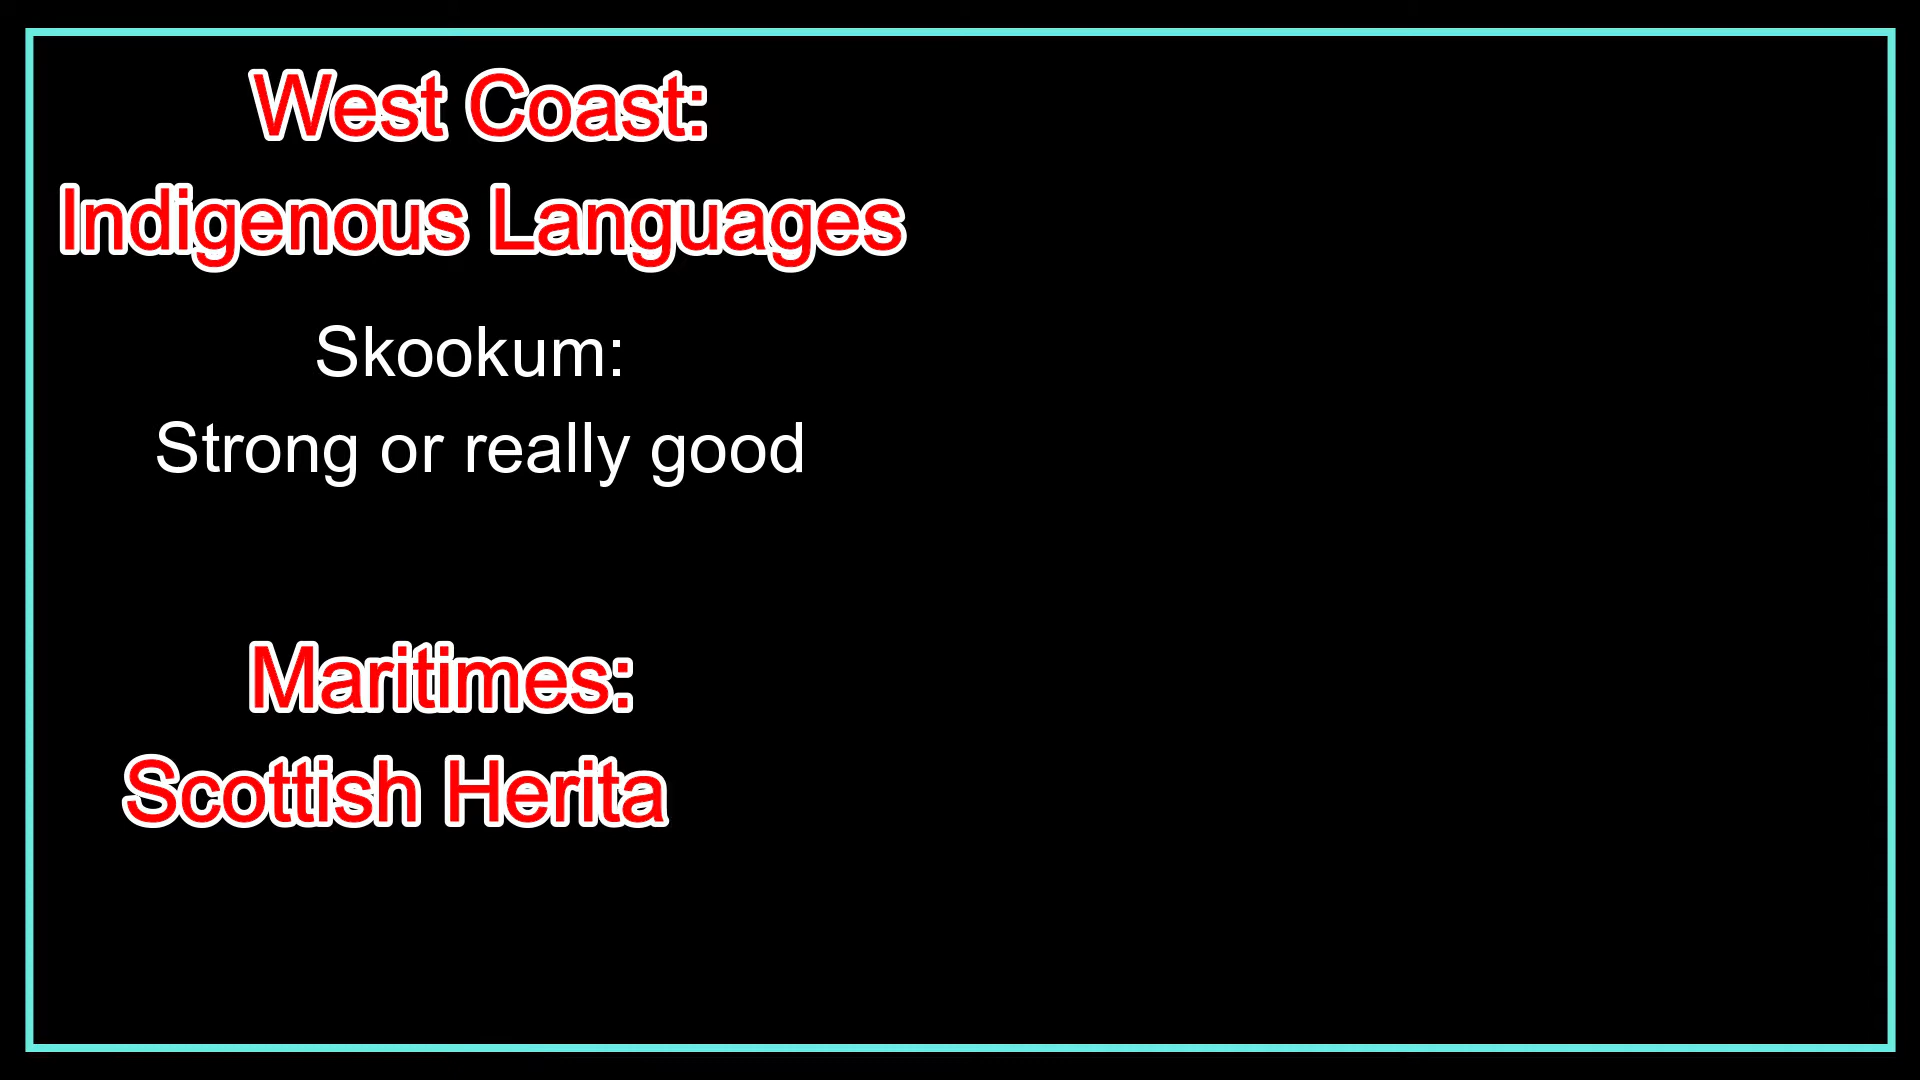 West Coast:
Indigenous Languages
Skookum:
Strong or really good
Maritimes:
Scottish Herita